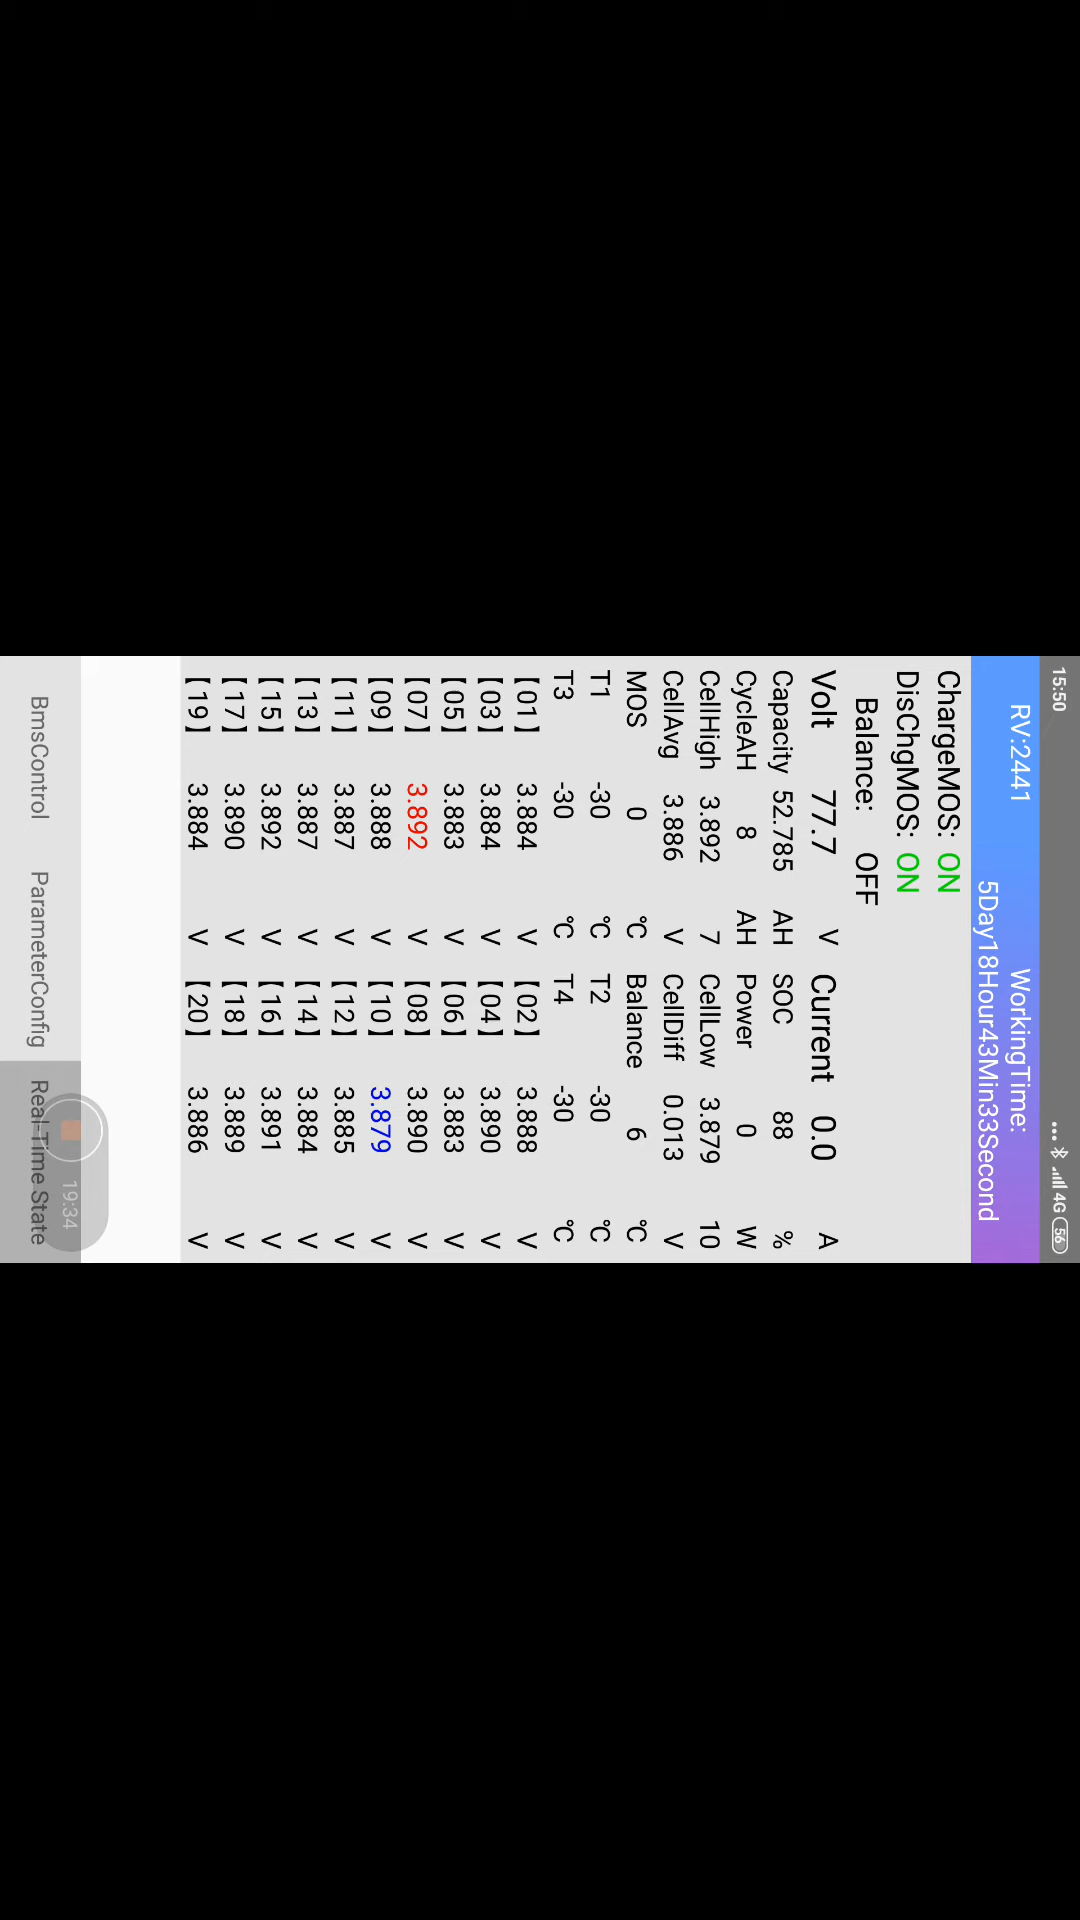 15:50 ... 4G 56
RV:2441 WorkingTime:
5Day18Hour43Min33Second
ChargeMOS: ON
DisChgMOS: ON
Balance: OFF
Volt 77.7 V Current 0.0 A
Capacity 52.785 AH SOC 88 %
CycleAH 8 AH Power 0 W
CellHigh 3.892 7 CellLow 3.879 10
CellAvg 3.886 V CellDiff 0.013 V
MOS 0 ℃ Balance 6 ℃
T1 -30 ℃ T2 -30 ℃
T3 -30 ℃ T4 -30 ℃
【01】 3.884 V 【02】 3.888 V
【03】 3.884 V 【04】 3.890 V
【05】 3.883 V 【06】 3.883 V
【07】 3.892 V 【08】 3.890 V
【09】 3.888 V 【10】 3.879 V
【11】 3.887 V 【12】 3.885 V
【13】 3.887 V 【14】 3.884 V
【15】 3.892 V 【16】 3.891 V
【17】 3.890 V 【18】 3.889 V
【19】 3.884 V 【20】 3.886 V
19:34
BmsControl ParameterConfig Real-Time State